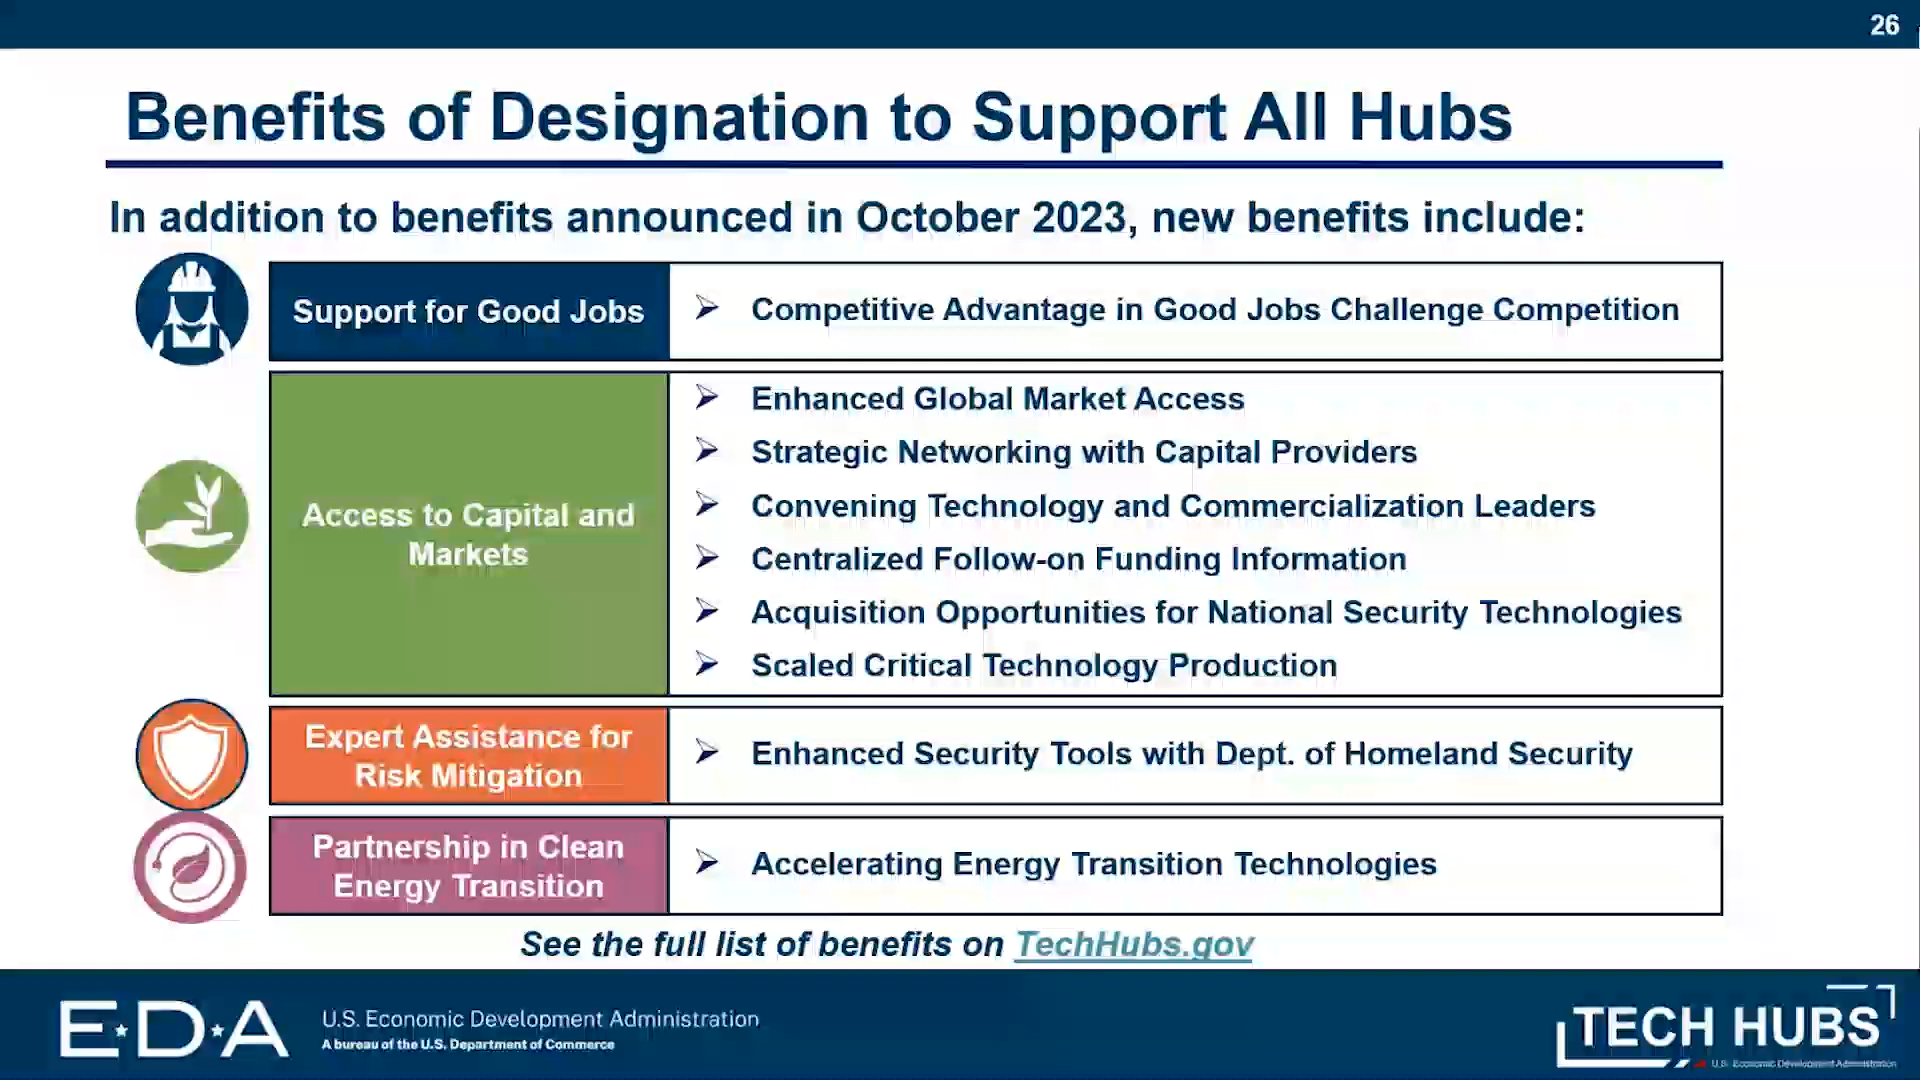 26
Benefits of Designation to Support All Hubs
In addition to benefits announced in October 2023, new benefits include:
Support for Good Jobs
➢ Competitive Advantage in Good Jobs Challenge Competition
Access to Capital and
Markets
➢ Enhanced Global Market Access
➢ Strategic Networking with Capital Providers
➢ Convening Technology and Commercialization Leaders
➢ Centralized Follow-on Funding Information
➢ Acquisition Opportunities for National Security Technologies
➢ Scaled Critical Technology Production
Expert Assistance for
Risk Mitigation
➢ Enhanced Security Tools with Dept. of Homeland Security
Partnership in Clean
Energy Transition
➢ Accelerating Energy Transition Technologies
See the full list of benefits on TechHubs.gov
E★D★A
U.S. Economic Development Administration
A bureau of the U.S. Department of Commerce
TECH HUBS
U.S. Economic Development Administration